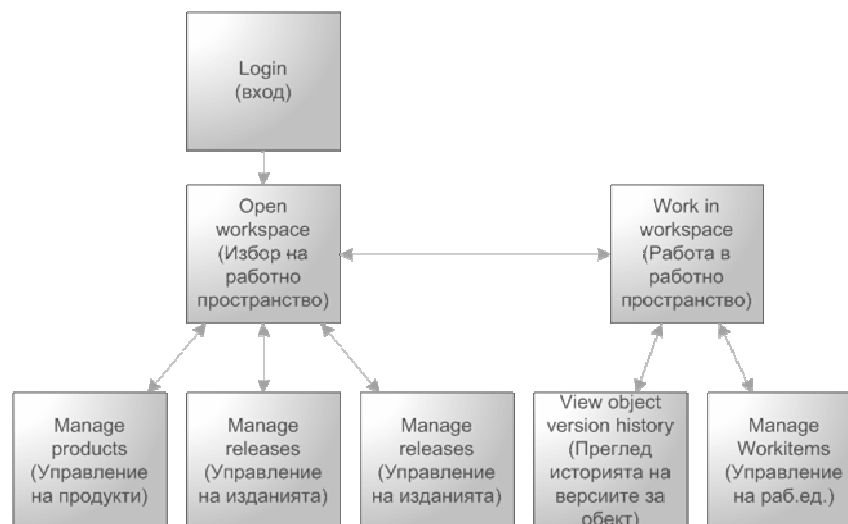 Login
(вход)
Open
workspace
(Избор на
работно
пространство)
Work in
workspace
(Работа в
работно
пространство)
Manage
products
(Управление
на продукти)
Manage
releases
(Управление
на изданията)
Manage
releases
(Управление
на изданията)
View object
version history
(Преглед
историята на
версиите за
обект)
Manage
Workitems
(Управление
на раб.ед.)